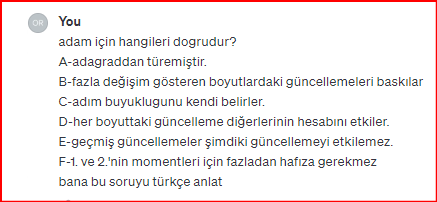 OR
You
adam için hangileri dogrudur?
A-adagraddan türemiştir.
B-fazla değişim gösteren boyutlardaki güncellemeleri baskılar
C-adım buyuklugunu kendi belirler.
D-her boyuttaki güncelleme diğerlerinin hesabını etkiler.
E-geçmiş güncellemeler şimdiki güncellemeyi etkilemez.
F-1. ve 2.'nin momentleri için fazladan hafıza gerekmez
bana bu soruyu türkçe anlat